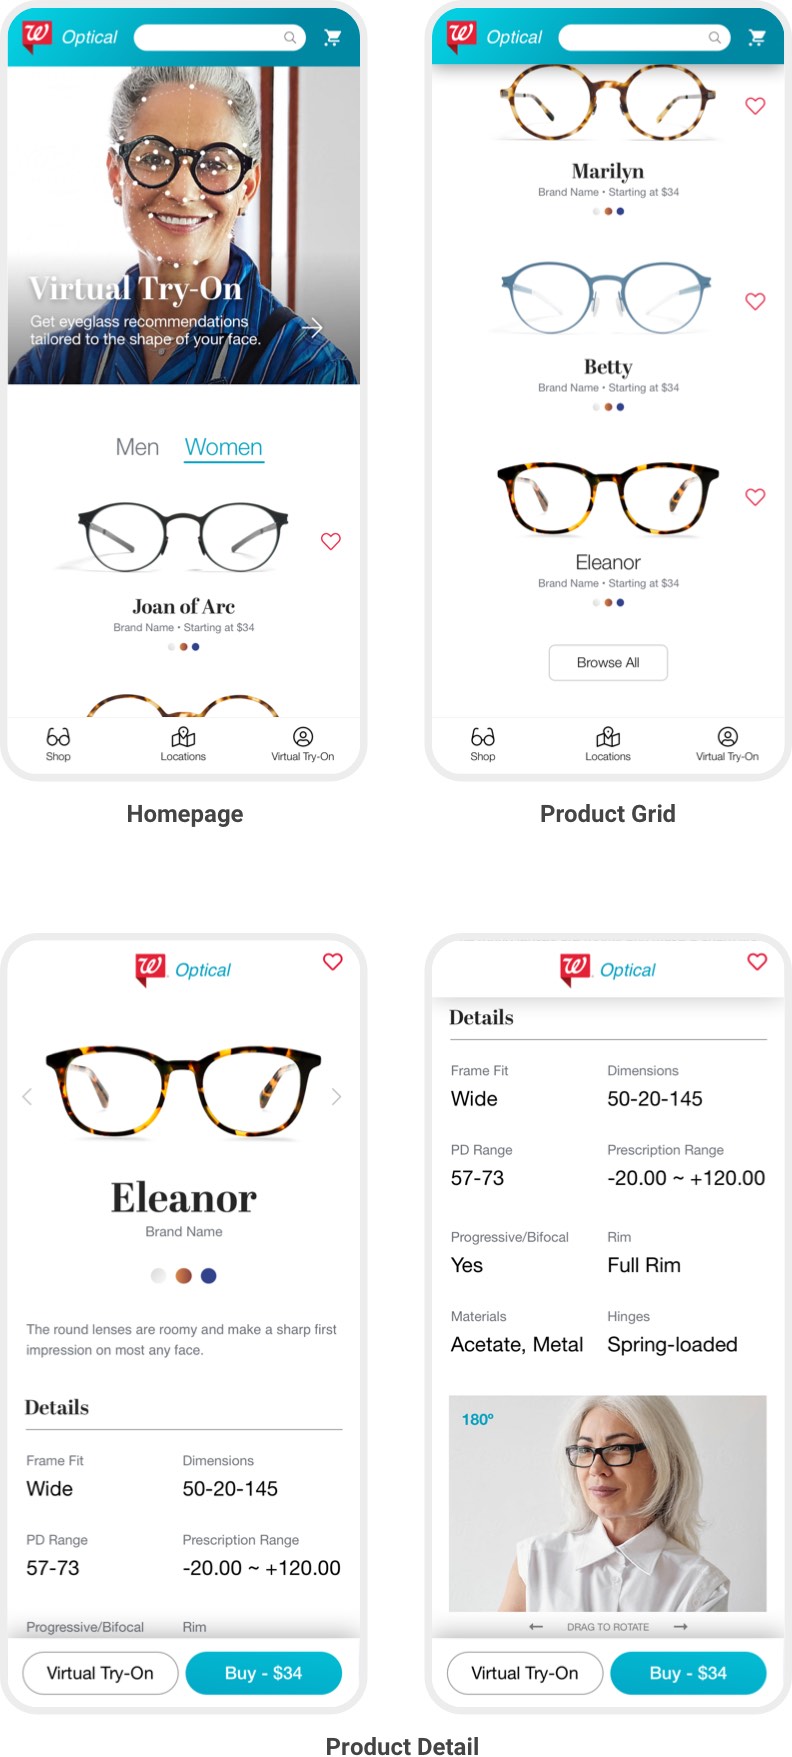 W Optical
Virtual Try-On
Get eyeglass recommendations
tailored to the shape of your face.
Men Women
Joan of Arc
Brand Name • Starting at $34
Shop Locations Virtual Try-On
Homepage
W Optical
Marilyn
Brand Name • Starting at $34
Betty
Brand Name • Starting at $34
Eleanor
Brand Name • Starting at $34
Browse All
Shop Locations Virtual Try-On
Product Grid
W Optical
Eleanor
Brand Name
The round lenses are roomy and make a sharp first
impression on most any face.
Details
Frame Fit Dimensions
Wide 50-20-145
PD Range Prescription Range
57-73 -20.00 ~ +120.00
Progressive/Bifocal Rim
Virtual Try-On Buy - $34
W Optical
Details
Frame Fit Dimensions
Wide 50-20-145
PD Range Prescription Range
57-73 -20.00 ~ +120.00
Progressive/Bifocal Rim
Yes Full Rim
Materials Hinges
Acetate, Metal Spring-loaded
180°
DRAG TO ROTATE
Virtual Try-On Buy - $34
Product Detail